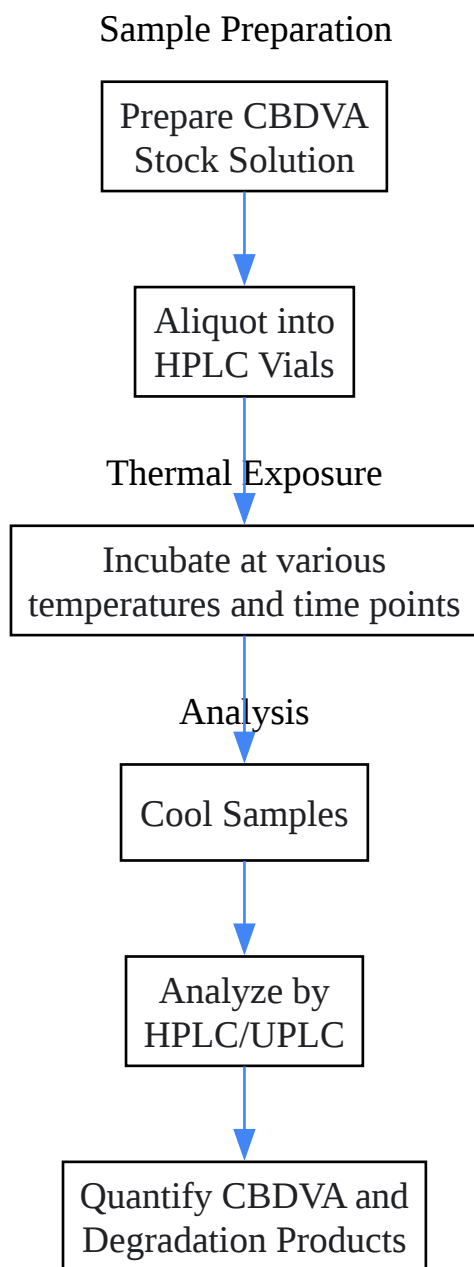 Sample Preparation
Prepare CBDVA
Stock Solution
Aliquot into
HPLC Vials
Thermal Exposure
Incubate at various
temperatures and time points
Analysis
Cool Samples
Analyze by
HPLC/UPLC
Quantify CBDVA and
Degradation Products